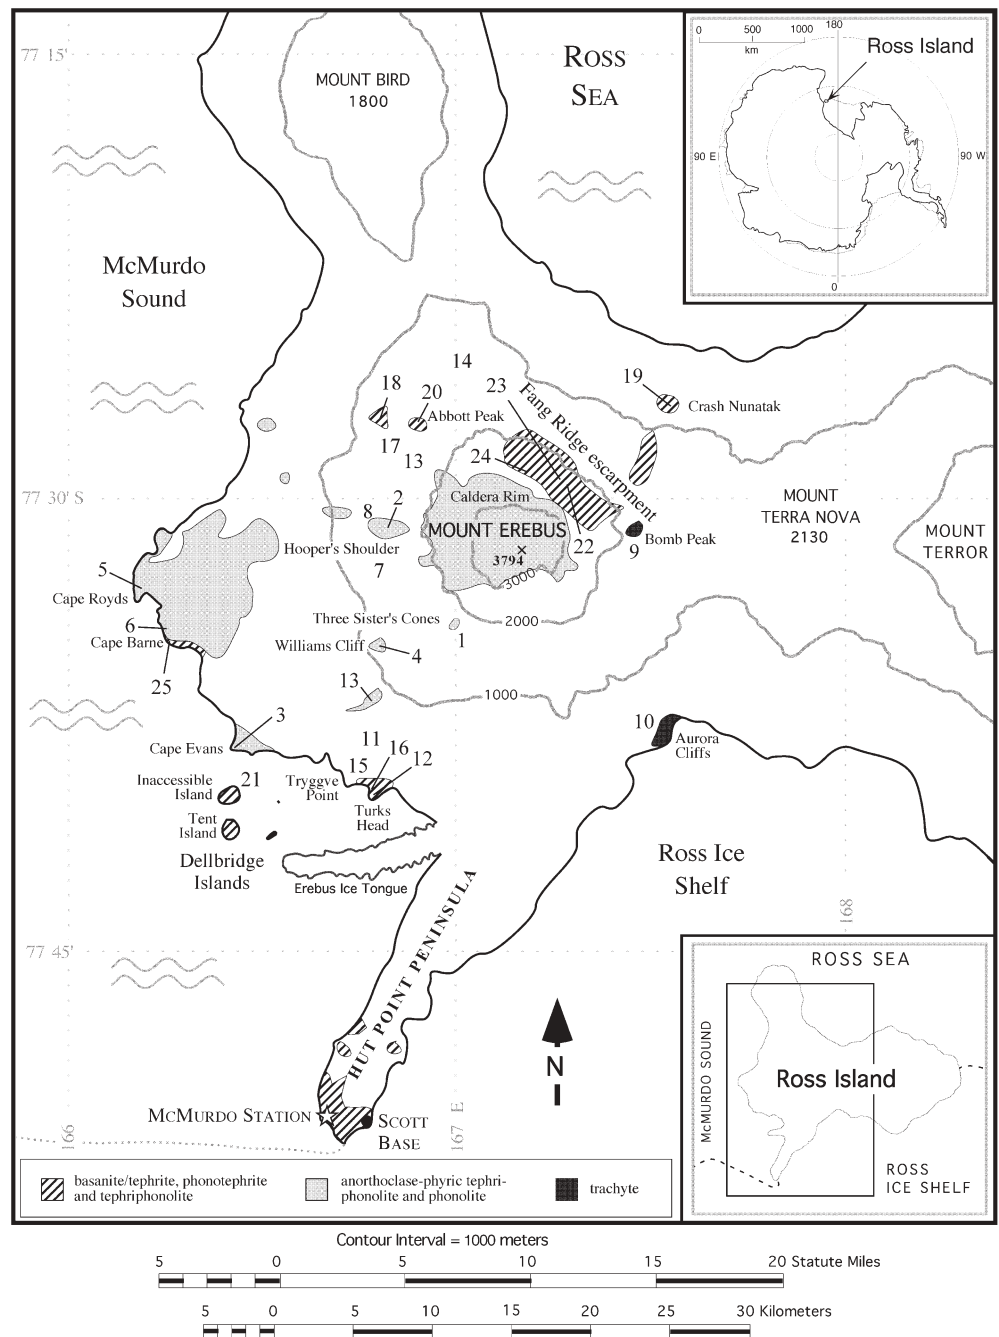 77 15'
MOUNT BIRD
1800
ROSS
SEA
0 500 1000
km
180
Ross Island
90 E
90 W
0
McMurdo
Sound
14
19
18
20
23
Crash Nunatak
Abbott Peak
Fang Ridge escarpment
17
13
24
77 30' S
2
Caldera Rim
8
MOUNT EREBUS
3794
3000
22
Bomb Peak
9
MOUNT
TERRA NOVA
2130
MOUNT
TERROR
Hooper's Shoulder
7
5
Cape Royds
6
Cape Barne
25
Three Sister's Cones
1
2000
Williams Cliff
4
13
1000
3
Cape Evans
10
Aurora
Cliffs
11
16
15
12
Inaccessible
Island
21
Tryggve
Point
Turks
Head
Tent
Island
Dellbridge
Islands
Erebus Ice Tongue
Ross Ice
Shelf
168
77 45'
HUT POINT PENINSULA
N
166
167 E
MCMURDO STATION
SCOTT
BASE
ROSS SEA
McMURDO SOUND
Ross Island
ROSS
ICE SHELF
basanite/tephrite, phonotephrite
and tephriphonolite
anorthoclase-phyric tephri-
phonolite and phonolite
trachyte
Contour Interval = 1000 meters
5 0 5 10 15 20 Statute Miles
5 0 5 10 15 20 25 30 Kilometers